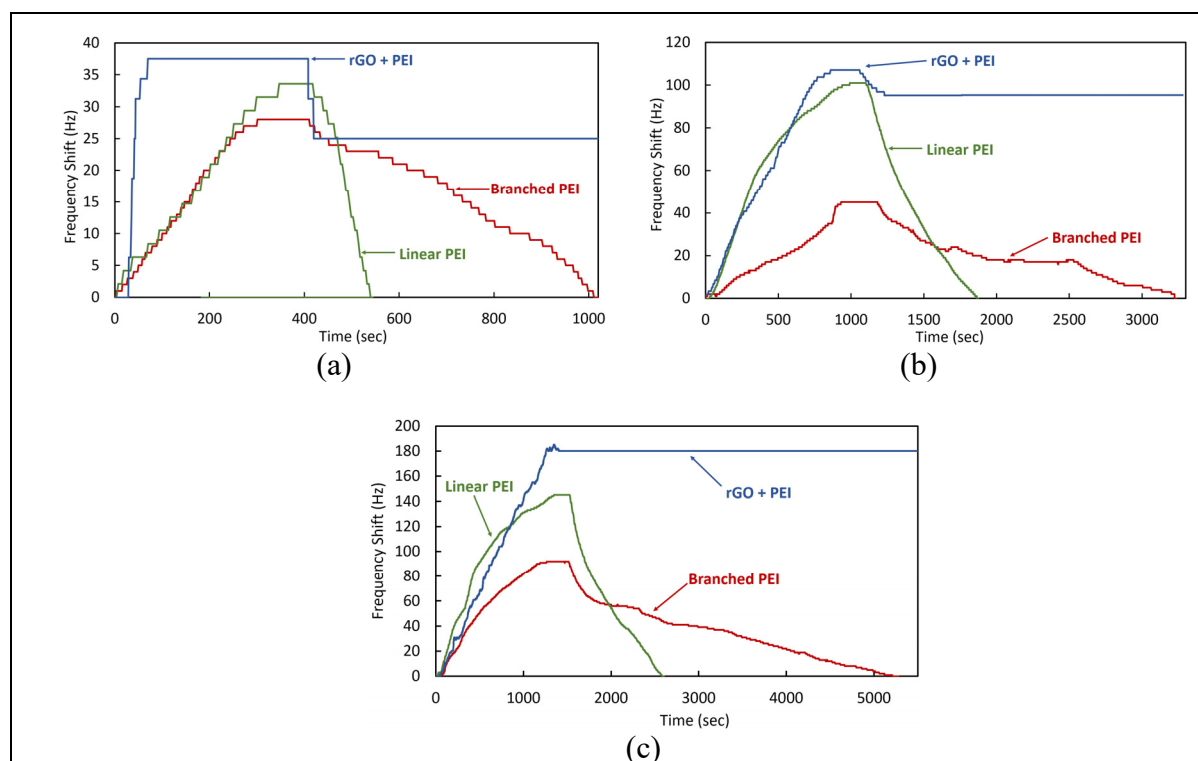 40
35
30
25
20
15
10
5
0
Frequency Shift (Hz)
rGO + PEI
Branched PEI
Linear PEI
0 200 400 600 800 1000
Time (sec)
(a)
120
100
80
60
40
20
0
Frequency Shift (Hz)
rGO + PEI
Linear PEI
Branched PEI
0 500 1000 1500 2000 2500 3000
Time (sec)
(b)
200
180
160
140
120
100
80
60
40
20
0
Frequency Shift (Hz)
Linear PEI
rGO + PEI
Branched PEI
0 1000 2000 3000 4000 5000
Time (sec)
(c)